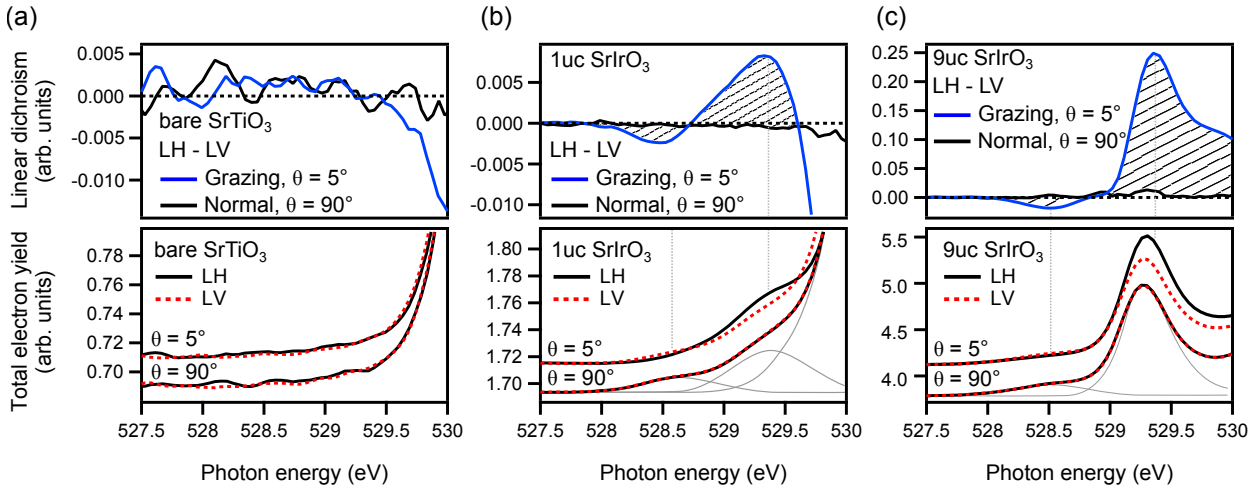 (a)
Linear dichroism
(arb. units)
0.005
0.000
-0.005
-0.010
bare SrTiO3
LH - LV
Grazing, θ = 5°
Normal, θ = 90°
Total electron yield
(arb. units)
0.78
0.76
0.74
0.72
0.70
bare SrTiO3
LH
LV
θ = 5°
θ = 90°
527.5 528 528.5 529 529.5 530
Photon energy (eV)
(b)
0.005
0.000
-0.005
-0.010
1uc SrIrO3
LH - LV
Grazing, θ = 5°
Normal, θ = 90°
1.80
1.78
1.76
1.74
1.72
1.70
1uc SrIrO3
LH
LV
θ = 5°
θ = 90°
527.5 528 528.5 529 529.5 530
Photon energy (eV)
(c)
0.25
0.20
0.15
0.10
0.05
0.00
9uc SrIrO3
LH - LV
Grazing, θ = 5°
Normal, θ = 90°
5.5
5.0
4.5
4.0
9uc SrIrO3
LH
LV
θ = 5°
θ = 90°
527.5 528 528.5 529 529.5 530
Photon energy (eV)